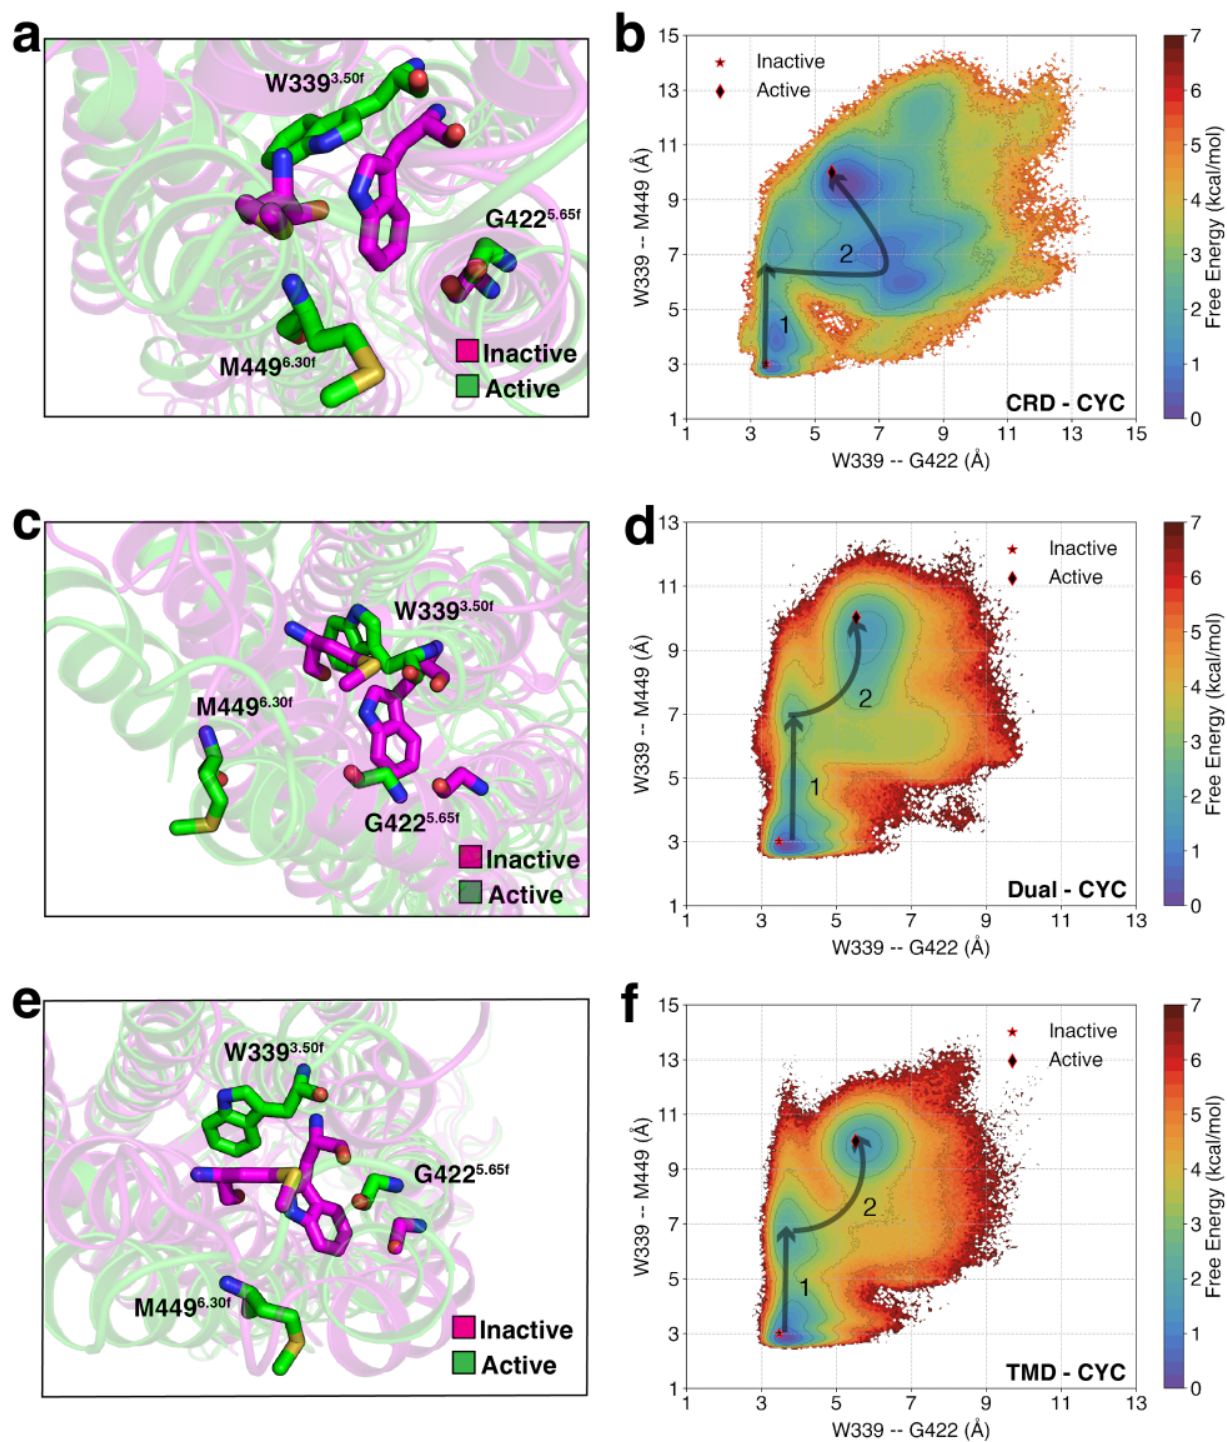 a
W339^3.50f
G422^5.65f
M449^6.30f
Inactive
Active
b
15
13
11
9
7
5
3
1
W339 -- M449 (Å)
Inactive
Active
2
1
CRD - CYC
1 3 5 7 9 11 13 15
W339 -- G422 (Å)
7
6
5
4
3
2
1
0
Free Energy (kcal/mol)
c
W339^3.50f
M449^6.30f
G422^5.65f
Inactive
Active
d
13
11
9
7
5
3
1
W339 -- M449 (Å)
Inactive
Active
2
1
Dual - CYC
1 3 5 7 9 11 13
W339 -- G422 (Å)
7
6
5
4
3
2
1
0
Free Energy (kcal/mol)
e
W339^3.50f
G422^5.65f
M449^6.30f
Inactive
Active
f
15
13
11
9
7
5
3
1
W339 -- M449 (Å)
Inactive
Active
2
1
TMD - CYC
1 3 5 7 9 11 13
W339 -- G422 (Å)
7
6
5
4
3
2
1
0
Free Energy (kcal/mol)